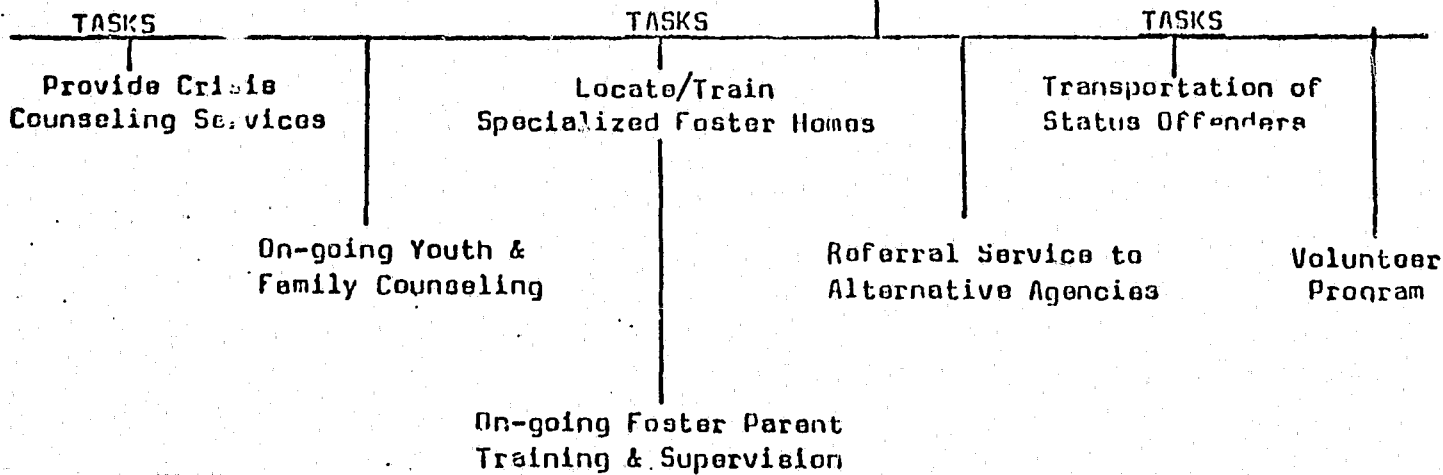 TASKS TASKS TASKS
Provide Crisis
Counseling Services
Locate/Train
Specialized Foster Homes
Transportation of
Status Offenders
On-going Youth &
Family Counseling
Referral Service to
Alternative Agencies
Volunteer
Program
On-going Foster Parent
Training & Supervision